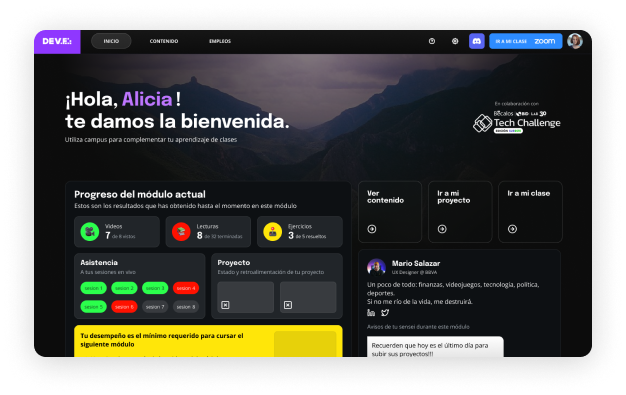 DEV.F.:
INICIO
CONTENIDO
EMPLEOS
IR A MI CLASE zoom
¡Hola, Alicia!
te damos la bienvenida.
Utiliza campus para complementar tu aprendizaje de clases
En colaboración con
Bécalos BID LAB
Tech Challenge
Progreso del módulo actual
Estos son los resultados que has obtenido hasta el momento en este módulo
Videos
7 de 8 vistos
Lecturas
8 de 32 terminadas
Ejercicios
3 de 5 resueltos
Asistencia
A tus sesiones en vivo
sesion 1
sesion 2
sesion 3
sesion 4
sesion 5
sesion 6
sesion 7
sesion 8
Proyecto
Estado y retroalimentación de tu proyecto
Tu desempeño es el mínimo requerido para cursar el
siguiente módulo
Ver
contenido
Ir a mi
proyecto
Ir a mi clase
Mario Salazar
UX Designer @ BBVA
Un poco de todo: finanzas, videojuegos, tecnología, política,
deportes.
Si no me río de la vida, me destruirá.
Avisos de tu sensei durante este módulo
Recuerden que hoy es el último día para
subir sus proyectos!!!